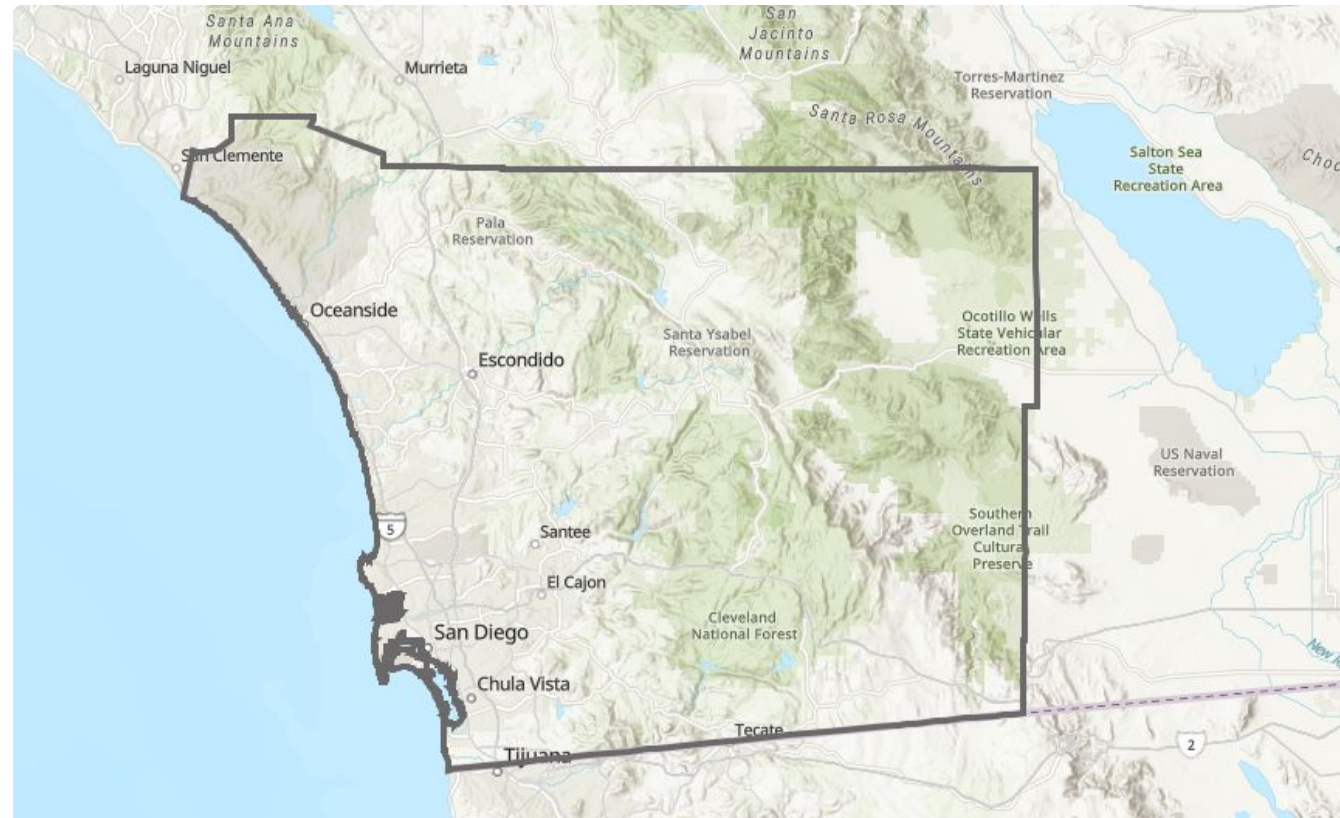 Santa Ana
Mountains
San
Jacinto
Mountains
Laguna Niguel
Murrieta
Torres-Martinez
Reservation
Santa Rosa Mountains
San Clemente
Salton Sea
State
Recreation Area
Choc
Pala
Reservation
Oceanside
Ocotillo Wells
State Vehicular
Recreation Area
Santa Ysabel
Reservation
Escondido
US Naval
Reservation
5
Santee
Southern
Overland Trail
Cultural
Preserve
El Cajon
Cleveland
National Forest
San Diego
New R
Chula Vista
Tecate
Tijuana
2